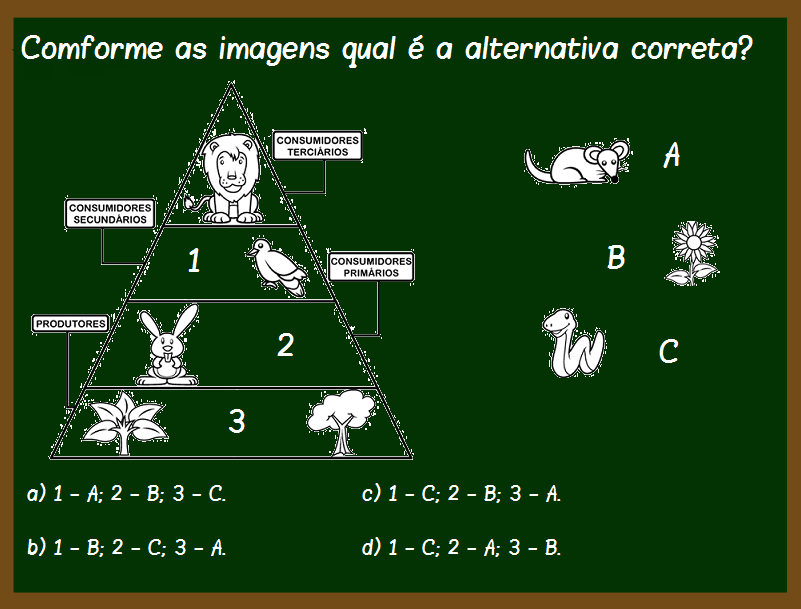 Comforme as imagens qual é a alternativa correta?
CONSUMIDORES
TERCIÁRIOS
A
CONSUMIDORES
SECUNDÁRIOS
1
CONSUMIDORES
PRIMÁRIOS
B
PRODUTORES
2
C
3
a) 1 - A; 2 - B; 3 - C.
c) 1 - C; 2 - B; 3 - A.
b) 1 - B; 2 - C; 3 - A.
d) 1 - C; 2 - A; 3 - B.